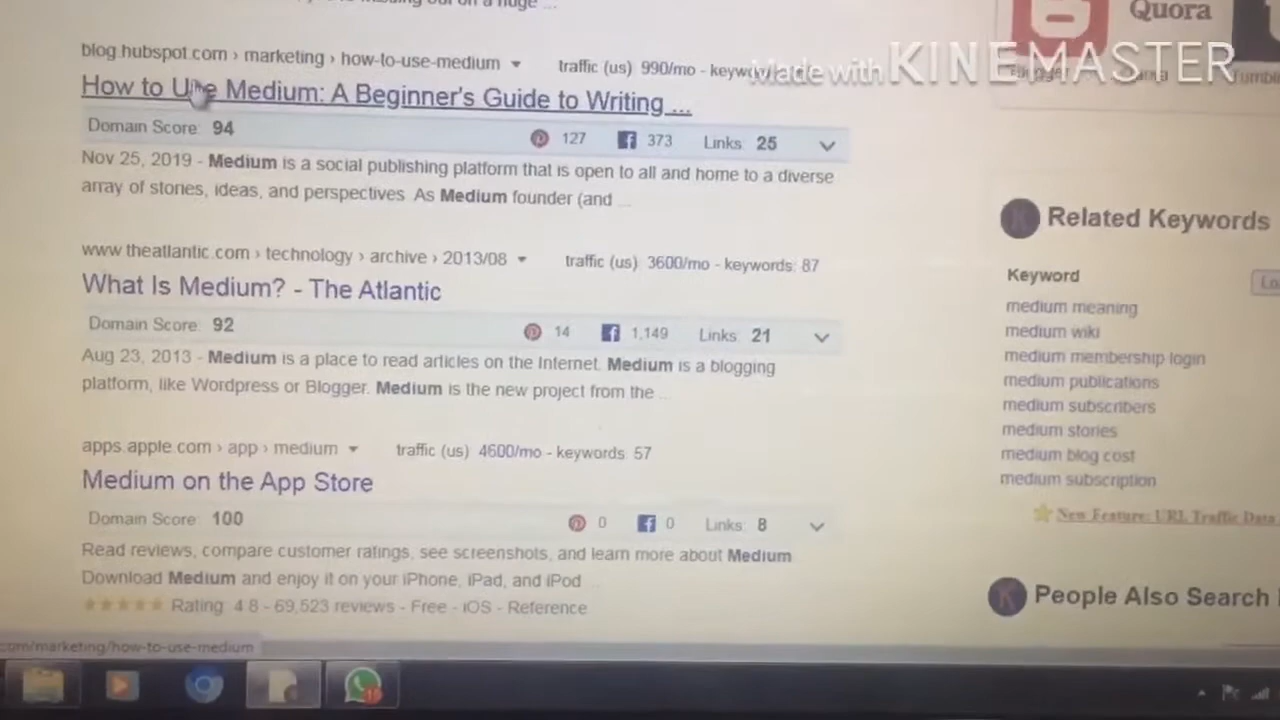 blog.hubspot.com › marketing › how-to-use-medium traffic (us) 990/mo -
Quora
Made with KINEMASTER
How to Use Medium: A Beginner's Guide to Writing ...
Domain Score: 94 127 373 Links: 25
Nov 25, 2019 - Medium is a social publishing platform that is open to all and home to a diverse
array of stories, ideas, and perspectives. As Medium founder (and ...
www.theatlantic.com › technology › archive › 2013/08 traffic (us) 3600/mo - keywords: 87
What Is Medium? - The Atlantic
Domain Score: 92 14 1,149 Links: 21
Aug 23, 2013 - Medium is a place to read articles on the Internet. Medium is a blogging
platform, like Wordpress or Blogger. Medium is the new project from the ...
apps.apple.com › app › medium traffic (us) 4600/mo - keywords 57
Medium on the App Store
Domain Score: 100 0 0 Links: 8
Read reviews, compare customer ratings, see screenshots, and learn more about Medium.
Download Medium and enjoy it on your iPhone, iPad, and iPod ...
Rating: 4.8 - 69,523 reviews - Free - iOS - Reference
com/marketing/how-to-use-medium
K Related Keywords
Keyword
medium meaning
medium wiki
medium membership login
medium publications
medium subscribers
medium stories
medium blog cost
medium subscription
New Feature: URL Traffic Data
K People Also Search